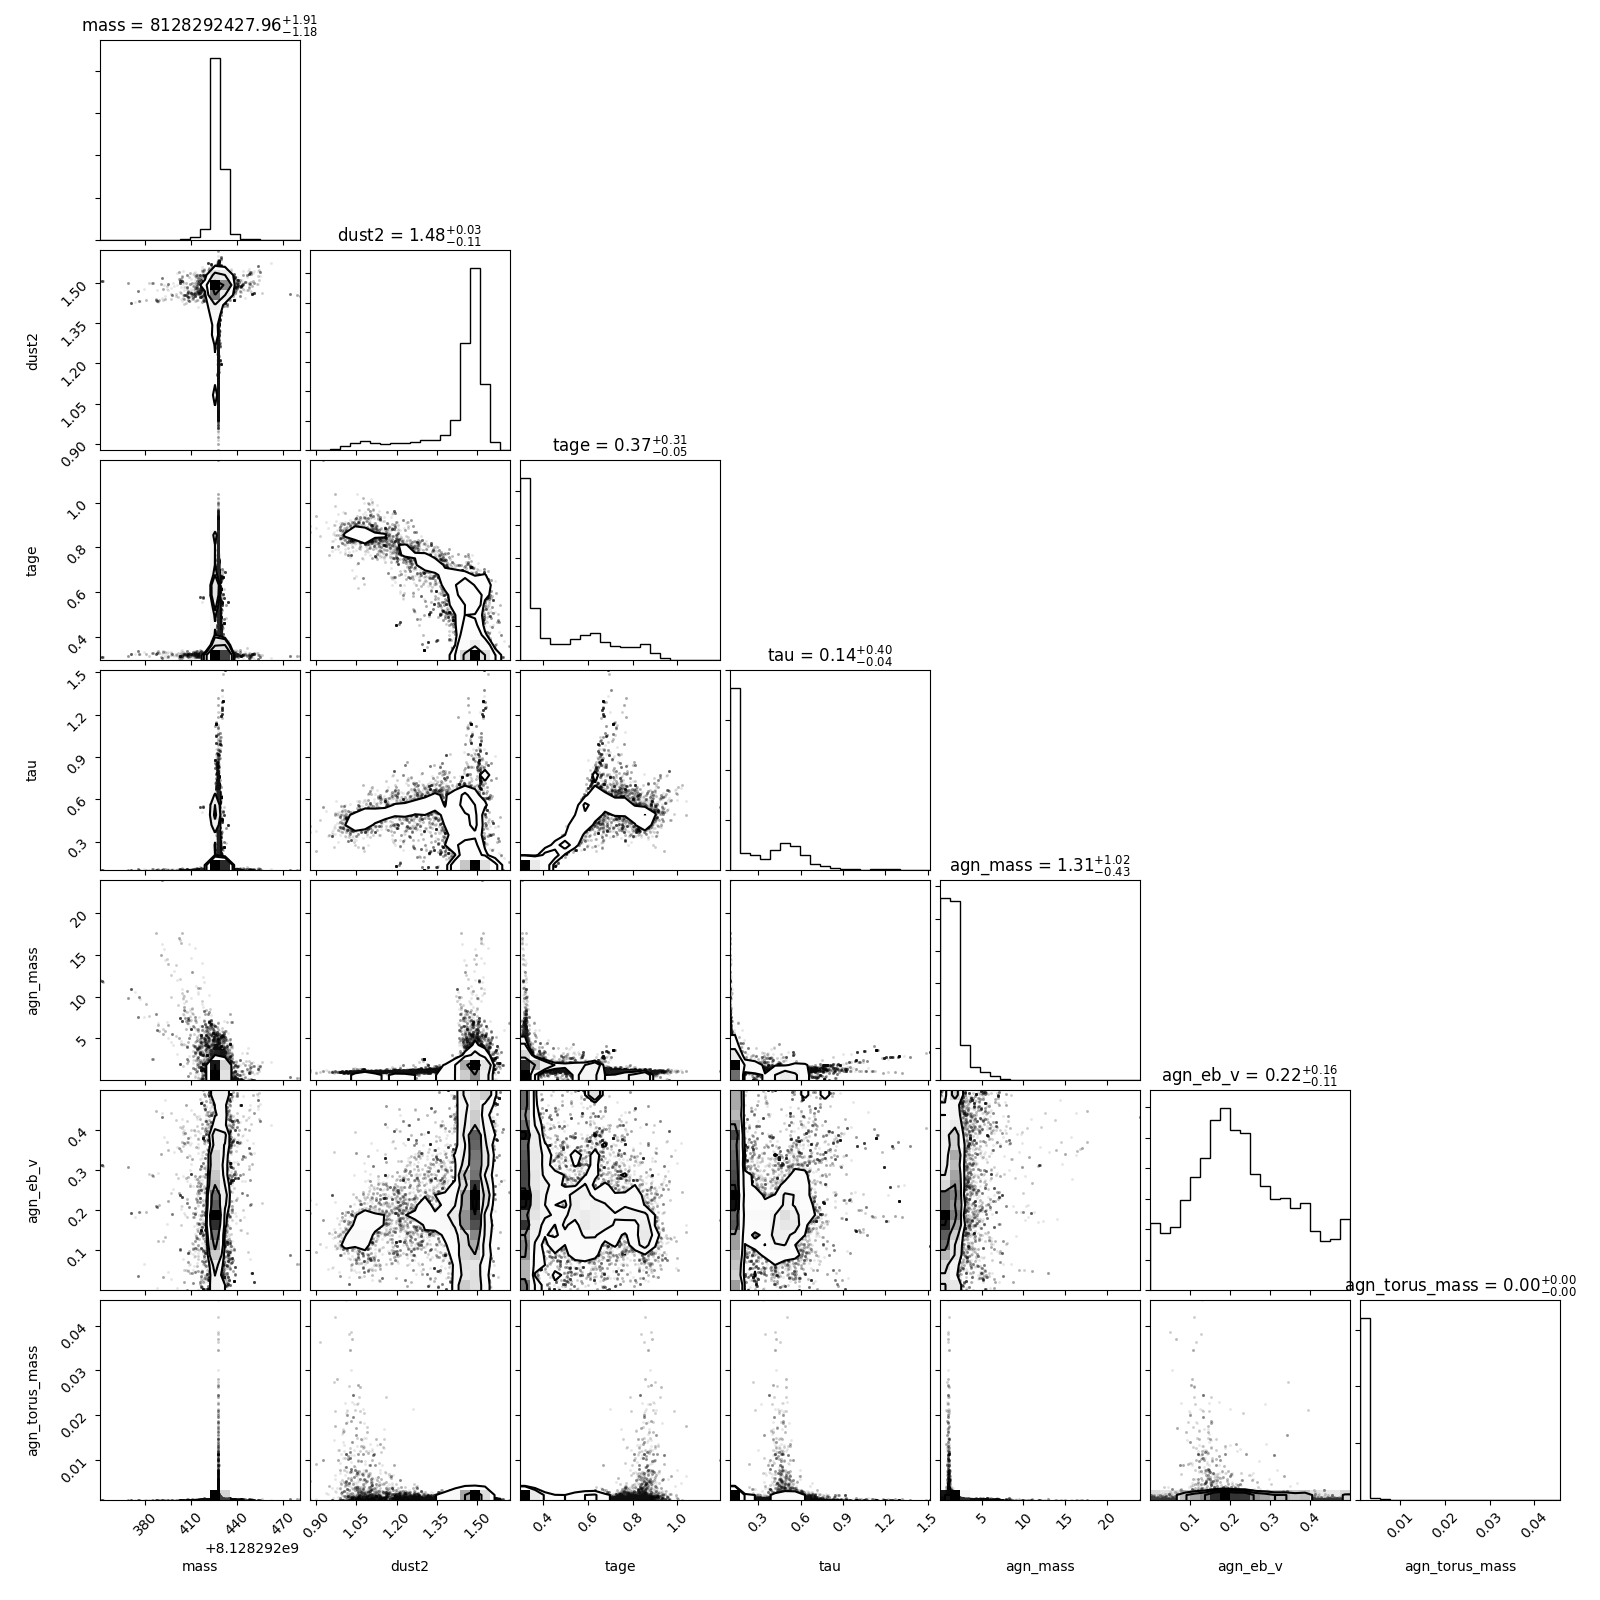 mass = 8128292427.96+1.91−1.18
dust2 = 1.48+0.03−0.11
dust2
1.50
1.35
1.20
1.05
0.90
tage = 0.37+0.31−0.05
tage
1.0
0.8
0.6
0.4
tau = 0.14+0.40−0.04
tau
1.5
1.2
0.9
0.6
0.3
agn_mass = 1.31+1.02−0.43
agn_mass
20
15
10
5
agn_eb_v = 0.22+0.16−0.11
agn_eb_v
0.4
0.3
0.2
0.1
agn_torus_mass = 0.00+0.00−0.00
agn_torus_mass
0.04
0.03
0.02
0.01
380 410 440 470 0.90 1.05 1.20 1.35 1.50 0.4 0.6 0.8 1.0 0.3 0.6 0.9 1.2 1.5 5 10 15 20 0.1 0.2 0.3 0.4 0.01 0.02 0.03 0.04
+8.128292e9
mass dust2 tage tau agn_mass agn_eb_v agn_torus_mass